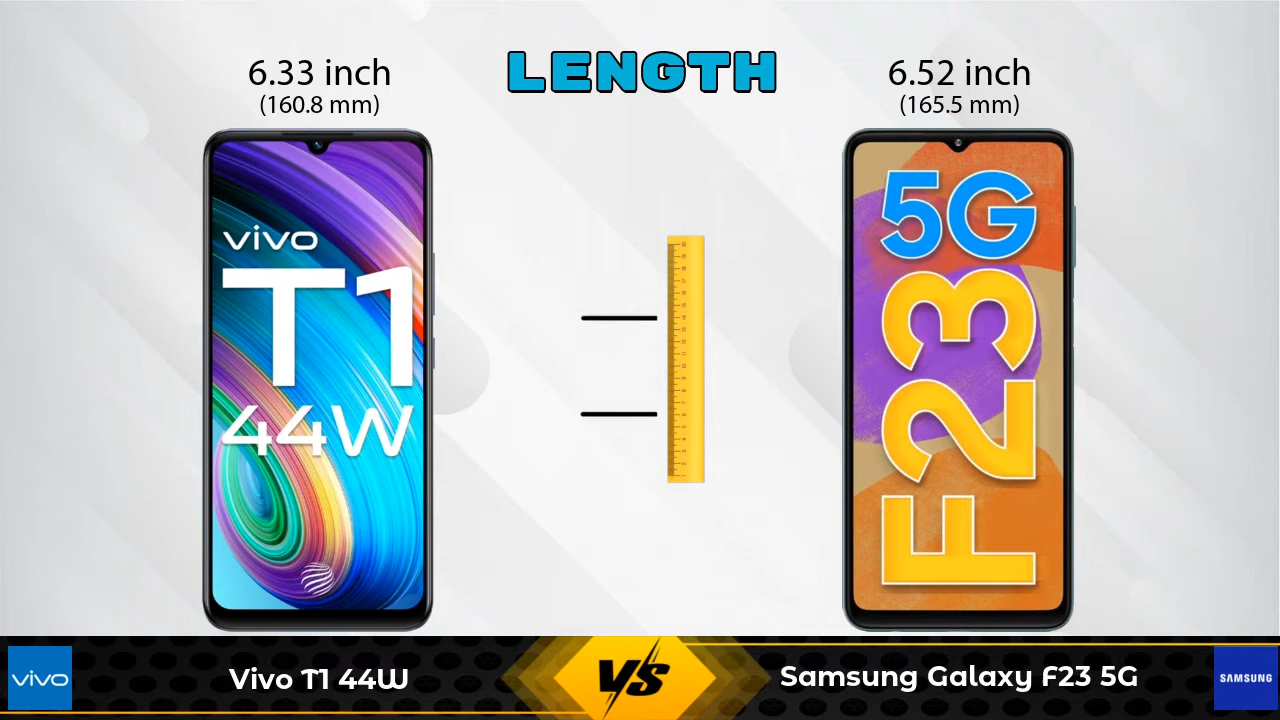 LENGTH
6.33 inch
(160.8 mm)
6.52 inch
(165.5 mm)
vivo
T1
44W
5G
F23
vivo
Vivo T1 44W
VS
Samsung Galaxy F23 5G
SAMSUNG